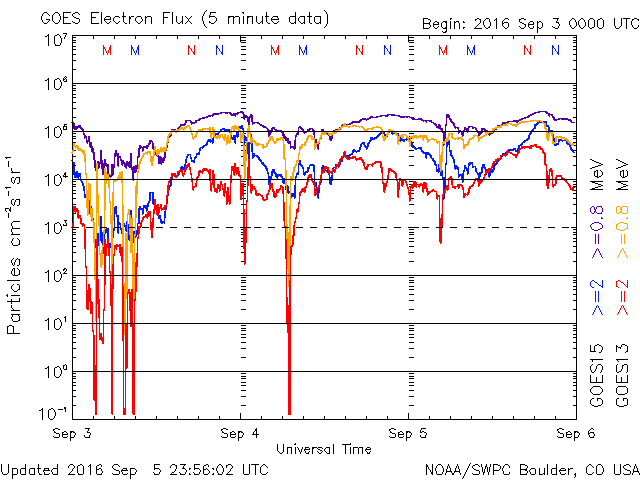 GOES Electron Flux (5 minute data)
Begin: 2016 Sep 3 0000 UTC
M M N N M M N N M M N N
10⁷
10⁶
10⁵
10⁴
10³
10²
10¹
10⁰
10⁻¹
Particles cm⁻²s⁻¹sr⁻¹
Sep 3 Sep 4 Sep 5 Sep 6
Universal Time
GOES15 >=2 >=0.8 MeV
GOES13 >=2 >=0.8 MeV
Updated 2016 Sep 5 23:56:02 UTC
NOAA/SWPC Boulder, CO USA